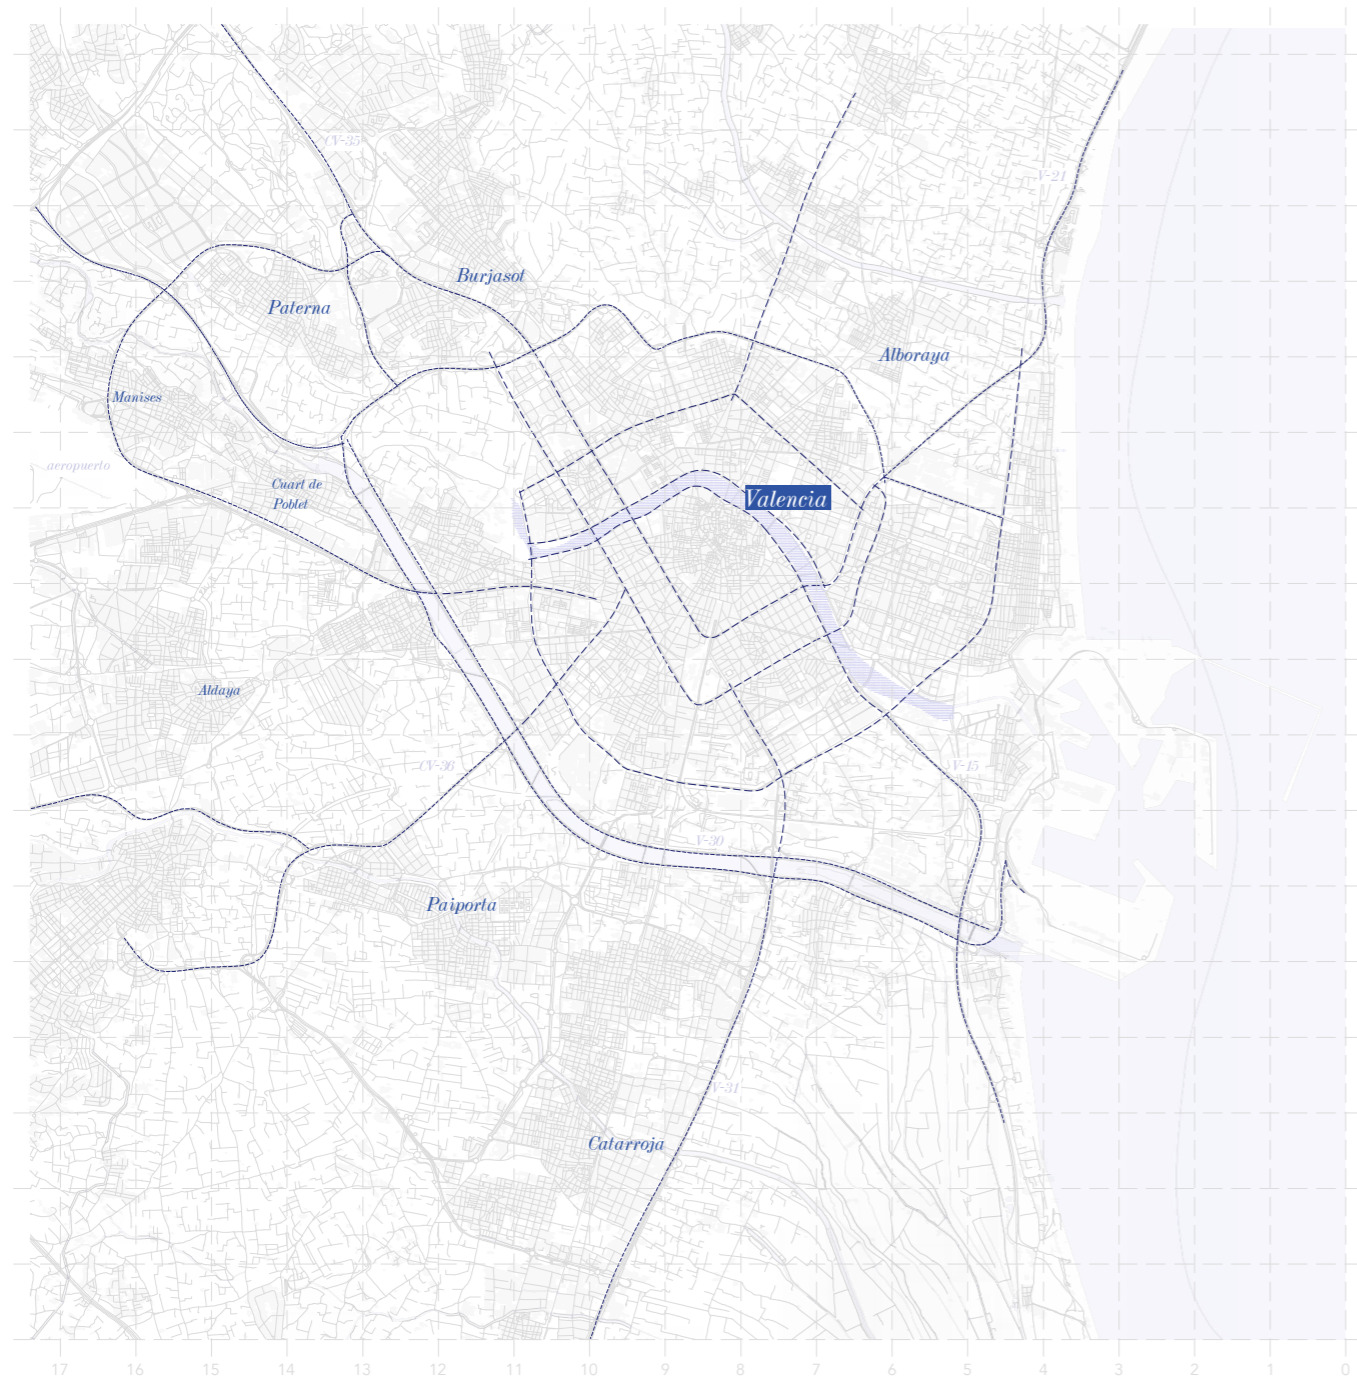 CV-35
V-21
Burjasot
Paterna
Alboraya
Manises
aeropuerto
Cuart de
Poblet
Valencia
Aldaya
CV-36
V-15
V-30
Paiporta
V-31
Catarroja
17 16 15 14 13 12 11 10 9 8 7 6 5 4 3 2 1 0